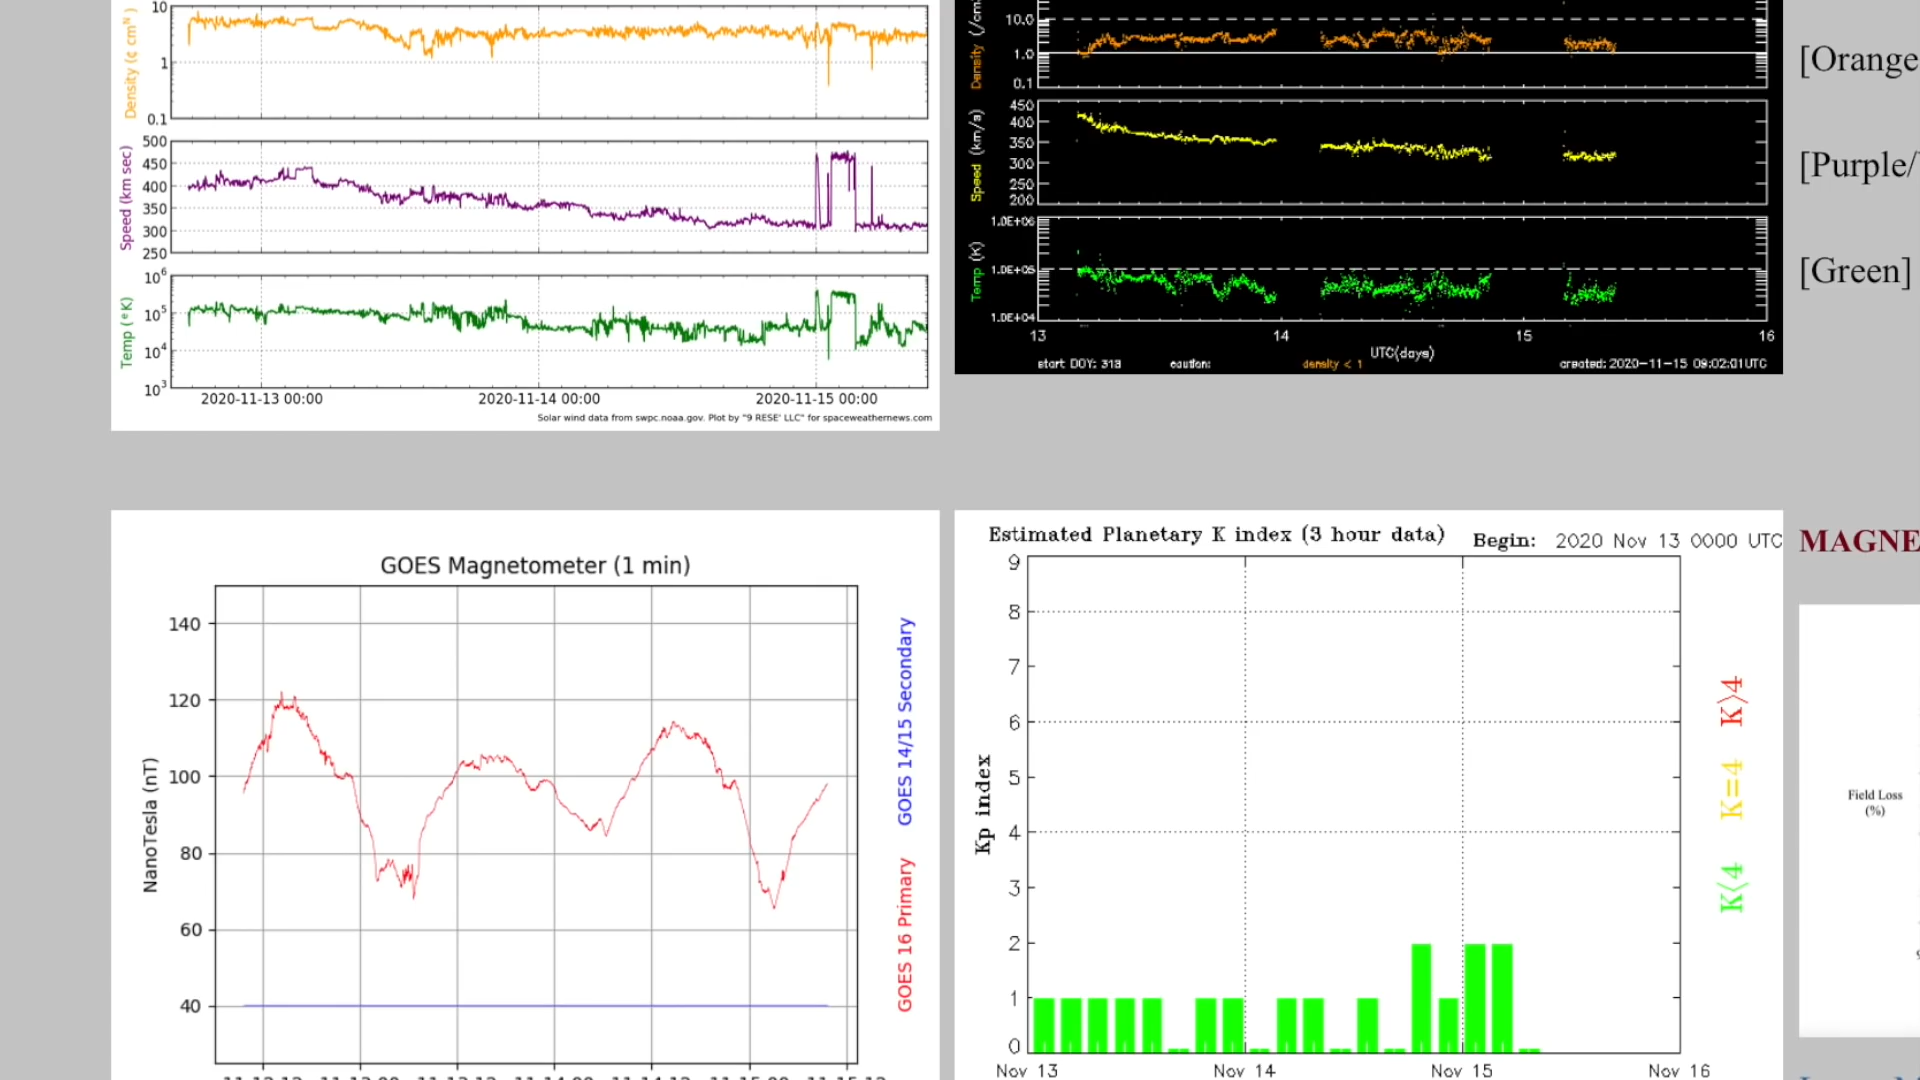 10
1
0.1
Density (¢ cmᴺ)
500
450
400
350
300
250
Speed (km sec)
10⁶
10⁵
10⁴
10³
Temp (° K)
2020-11-13 00:00
2020-11-14 00:00
2020-11-15 00:00
Solar wind data from swpc.noaa.gov. Plot by "9 RESE' LLC" for spaceweathernews.com
10.0
1.0
0.1
Density
450
400
350
300
250
200
Speed (km/s)
1.0E+06
1.0E+05
1.0E+04
Temp (K)
13
14
15
16
UTC(days)
start DOY: 318
caution:
density < 1
created: 2020-11-15 09:02:01UTC
[Orange
[Purple/
[Green]
GOES Magnetometer (1 min)
140
120
100
80
60
40
NanoTesla (nT)
GOES 14/15 Secondary
GOES 16 Primary
Estimated Planetary K index (3 hour data)
Begin: 2020 Nov 13 0000 UTC
9
8
7
6
5
4
3
2
1
0
Kp index
K>4
K=4
K<4
Nov 13
Nov 14
Nov 15
Nov 16
MAGNE
Field Loss
(%)